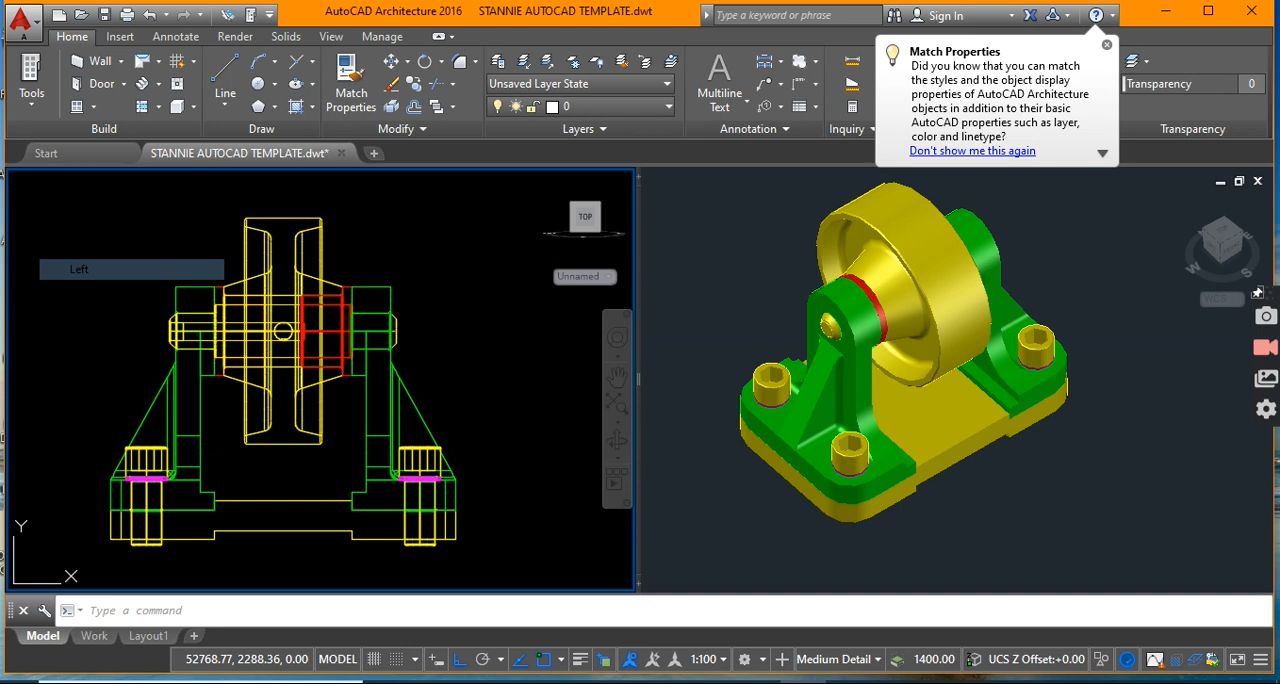 AutoCAD Architecture 2016 STANNIE AUTOCAD TEMPLATE.dwt
Type a keyword or phrase
Sign In
Home Insert Annotate Render Solids View Manage
Tools
Wall
Door
Build
Line
Draw
Match
Properties
Modify
Unsaved Layer State
0
Layers
Multiline
Text
Annotation
Inquiry
Transparency 0
Transparency
Match Properties
Did you know that you can match
the styles and the object display
properties of AutoCAD Architecture
objects in addition to their basic
AutoCAD properties such as layer,
color and linetype?
Don't show me this again
Start STANNIE AUTOCAD TEMPLATE.dwt*
TOP
Unnamed
Left
Y
X
W
S
WCS
Type a command
Model Work Layout1
52768.77, 2288.36, 0.00 MODEL 1:100 Medium Detail 1400.00 UCS Z Offset:+0.00